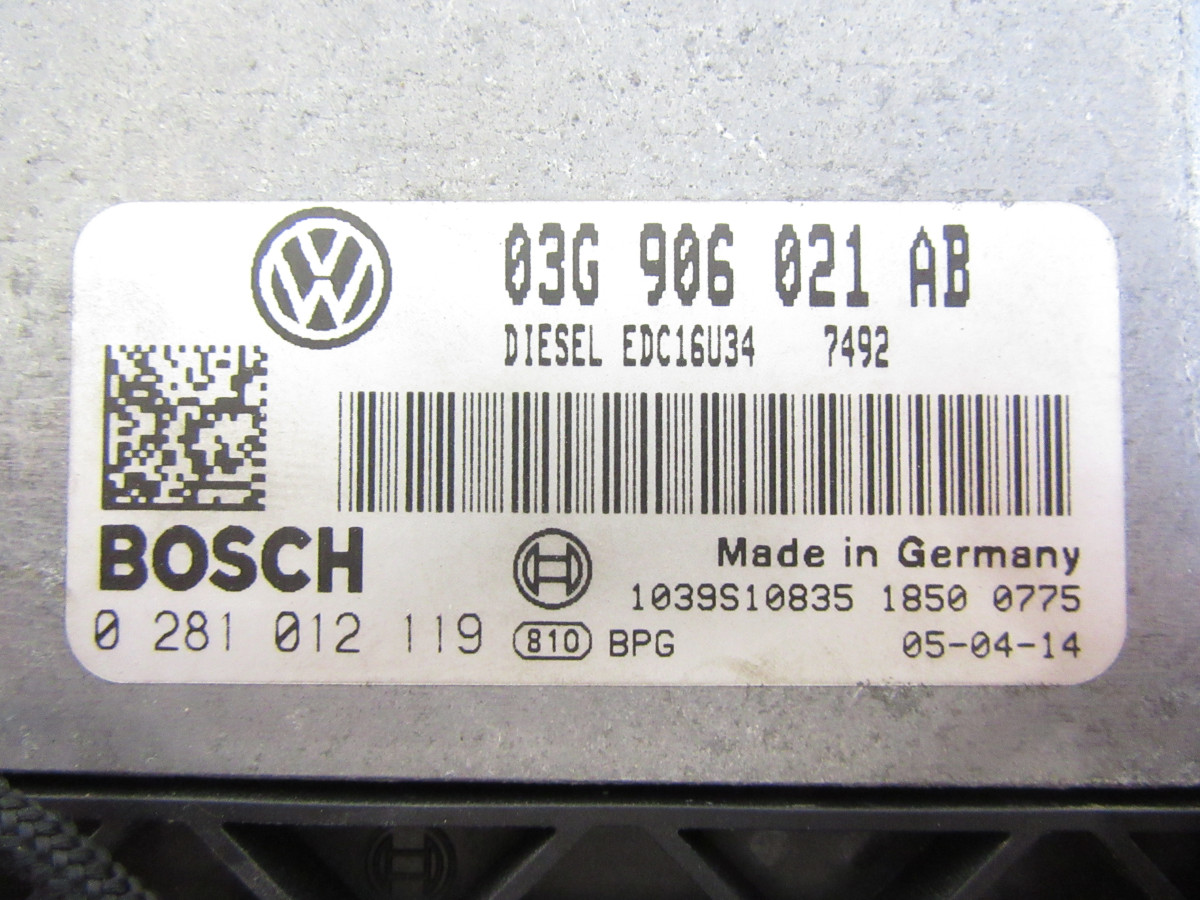 03G 906 021 AB
DIESEL EDC16U34 7492
BOSCH
Made in Germany
1039S10835 1850 0775
0 281 012 119 810 BPG 05-04-14